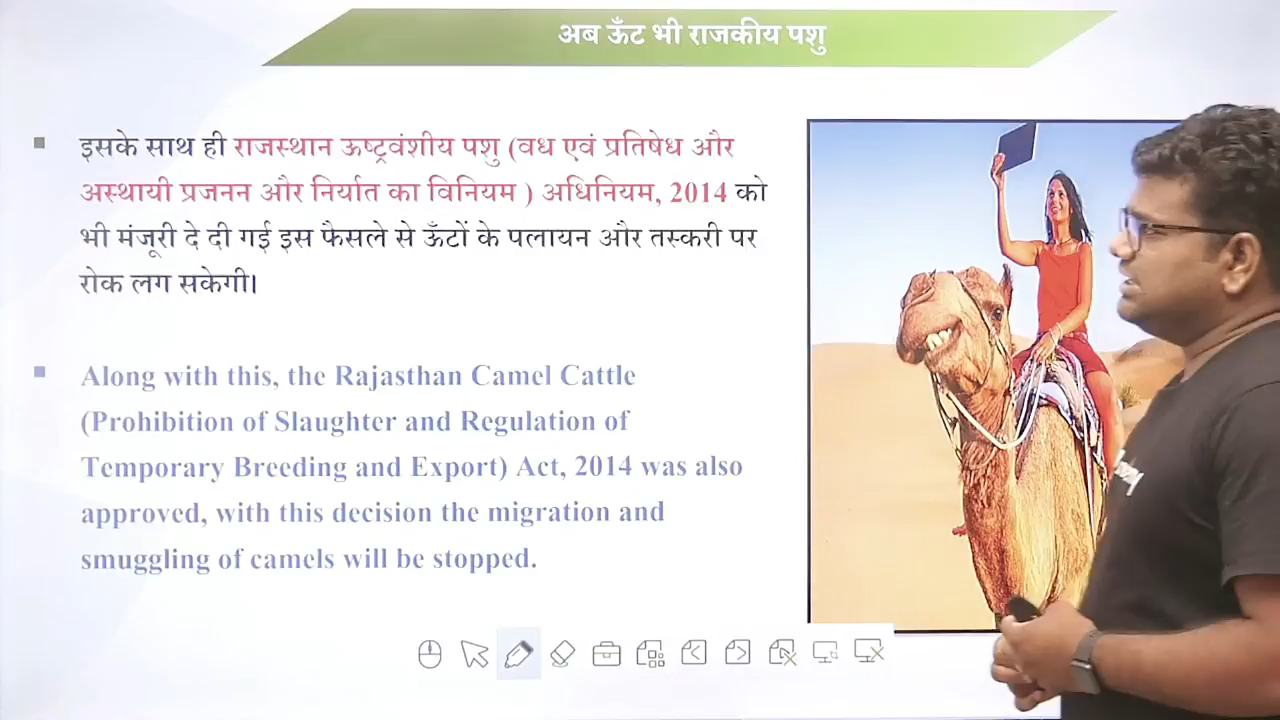 अब ऊँट भी राजकीय पशु
इसके साथ ही राजस्थान ऊष्ट्रवंशीय पशु (वध एवं प्रतिषेध और
अस्थायी प्रजनन और निर्यात का विनियम ) अधिनियम, 2014 को
भी मंजूरी दे दी गई इस फैसले से ऊँटों के पलायन और तस्करी पर
रोक लग सकेगी।
Along with this, the Rajasthan Camel Cattle
(Prohibition of Slaughter and Regulation of
Temporary Breeding and Export) Act, 2014 was also
approved, with this decision the migration and
smuggling of camels will be stopped.